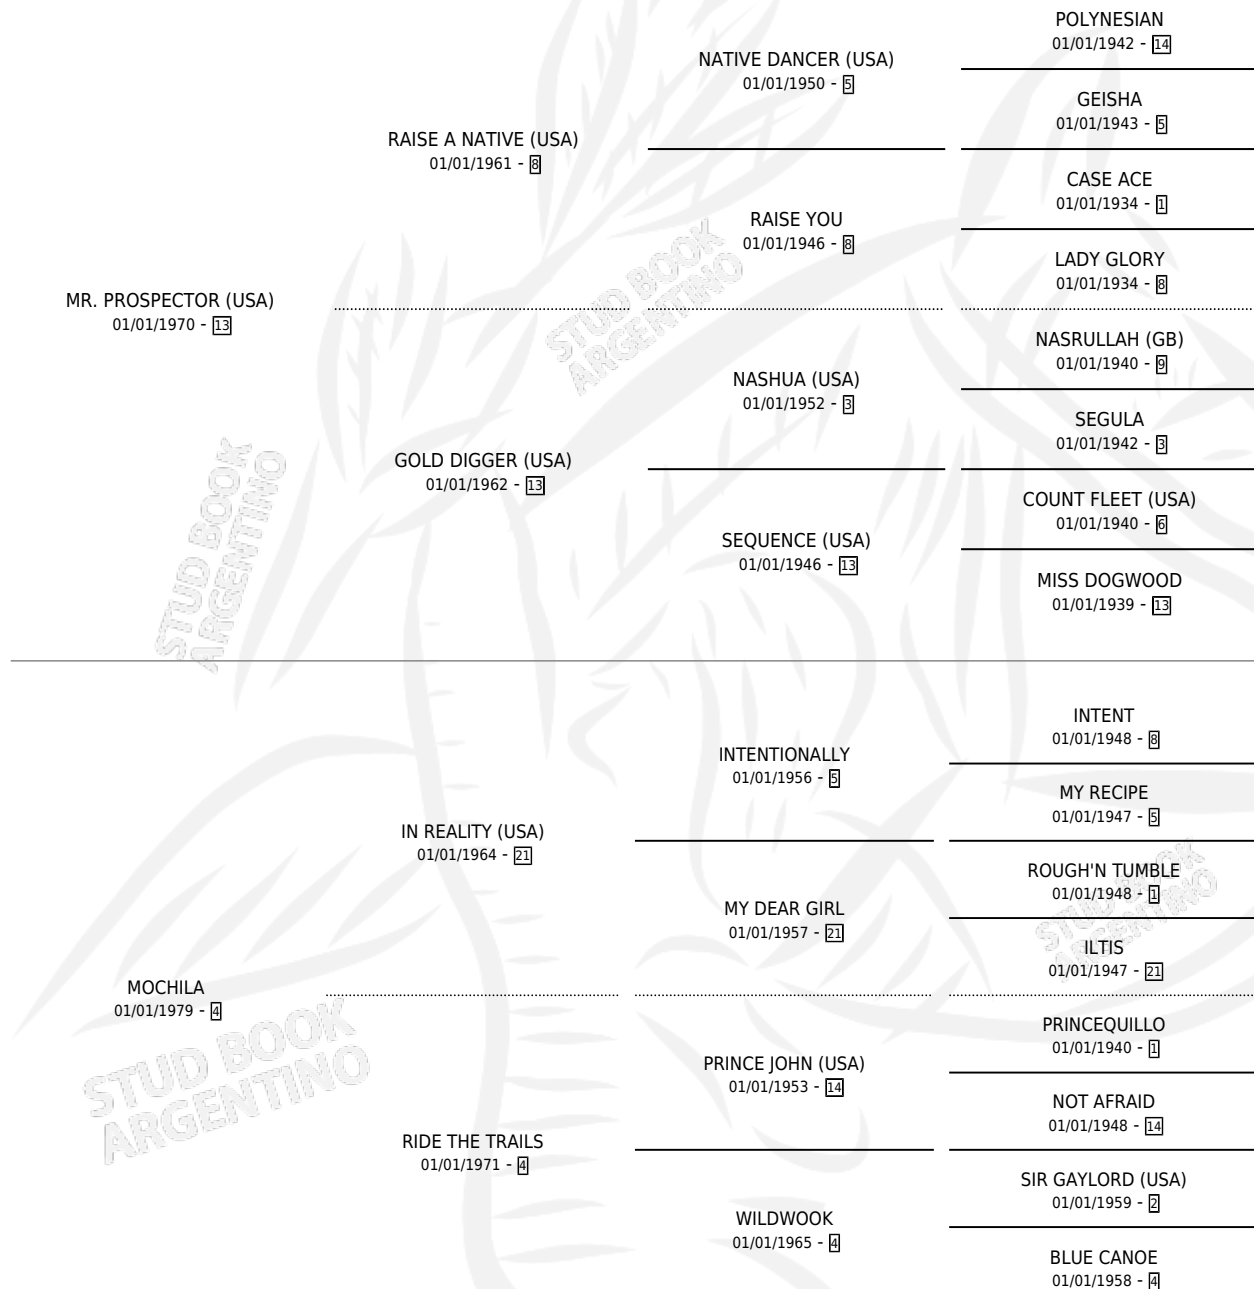 MR. PROSPECTOR (USA)
01/01/1970 - 13
RAISE A NATIVE (USA)
01/01/1961 - 8
GOLD DIGGER (USA)
01/01/1962 - 13
NATIVE DANCER (USA)
01/01/1950 - 5
RAISE YOU
01/01/1946 - 8
NASHUA (USA)
01/01/1952 - 3
SEQUENCE (USA)
01/01/1946 - 13
POLYNESIAN
01/01/1942 - 14
GEISHA
01/01/1943 - 5
CASE ACE
01/01/1934 - 1
LADY GLORY
01/01/1934 - 8
NASRULLAH (GB)
01/01/1940 - 9
SEGULA
01/01/1942 - 3
COUNT FLEET (USA)
01/01/1940 - 6
MISS DOGWOOD
01/01/1939 - 13
MOCHILA
01/01/1979 - 4
IN REALITY (USA)
01/01/1964 - 21
RIDE THE TRAILS
01/01/1971 - 4
INTENTIONALLY
01/01/1956 - 5
MY DEAR GIRL
01/01/1957 - 21
PRINCE JOHN (USA)
01/01/1953 - 14
WILDWOOK
01/01/1965 - 4
INTENT
01/01/1948 - 8
MY RECIPE
01/01/1947 - 5
ROUGH'N TUMBLE
01/01/1948 - 1
ILTIS
01/01/1947 - 21
PRINCEQUILLO
01/01/1940 - 1
NOT AFRAID
01/01/1948 - 14
SIR GAYLORD (USA)
01/01/1959 - 2
BLUE CANOE
01/01/1958 - 4
STUD BOOK
ARGENTINO
STUD BOOK
ARGENTINO
STUD BOOK
ARGENTINO
STUD BOOK
ARGENTINO